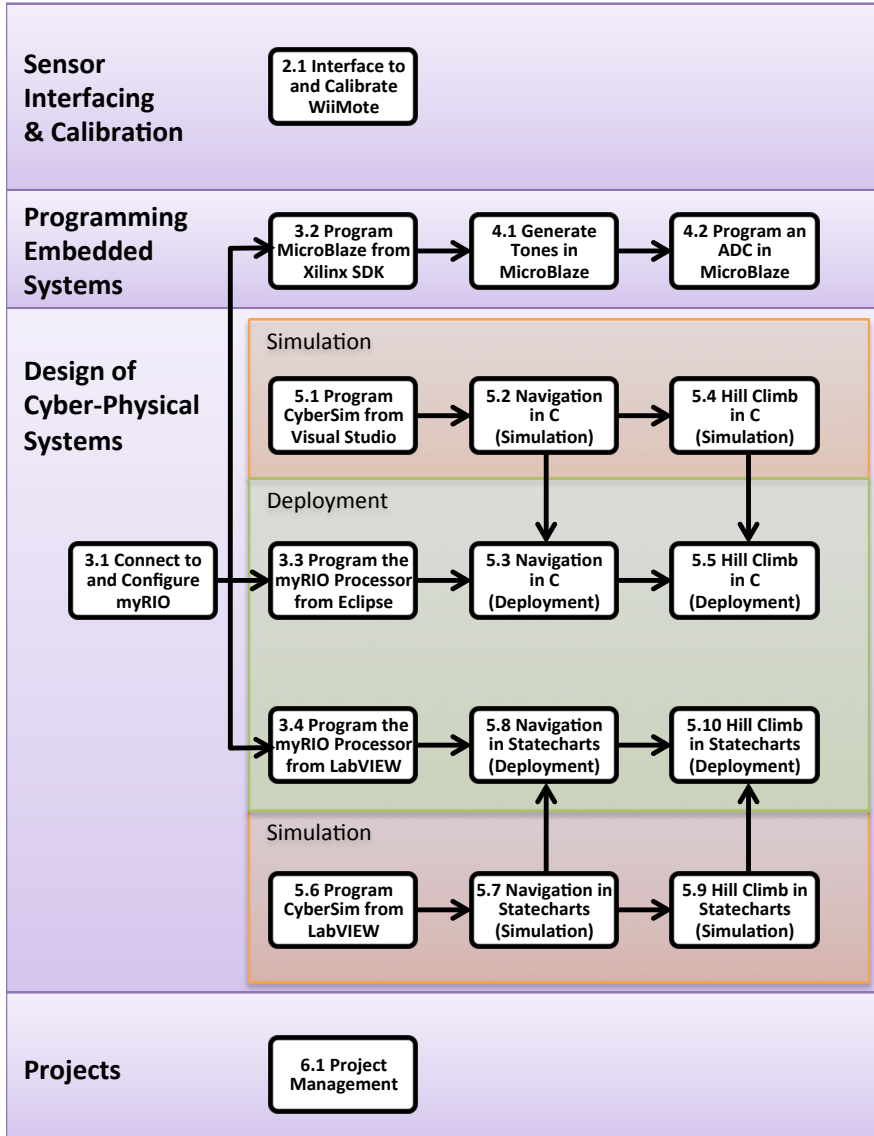 Sensor
Interfacing
& Calibration
2.1 Interface to
and Calibrate
WiiMote
Programming
Embedded
Systems
3.2 Program
MicroBlaze from
Xilinx SDK
4.1 Generate
Tones in
MicroBlaze
4.2 Program an
ADC in
MicroBlaze
Design of
Cyber-Physical
Systems
Simulation
5.1 Program
CyberSim from
Visual Studio
5.2 Navigation
in C
(Simulation)
5.4 Hill Climb
in C
(Simulation)
Deployment
3.1 Connect to
and Configure
myRIO
3.3 Program the
myRIO Processor
from Eclipse
5.3 Navigation
in C
(Deployment)
5.5 Hill Climb
in C
(Deployment)
3.4 Program the
myRIO Processor
from LabVIEW
5.8 Navigation
in Statecharts
(Deployment)
5.10 Hill Climb
in Statecharts
(Deployment)
Simulation
5.6 Program
CyberSim from
LabVIEW
5.7 Navigation in
Statecharts
(Simulation)
5.9 Hill Climb in
Statecharts
(Simulation)
Projects
6.1 Project
Management